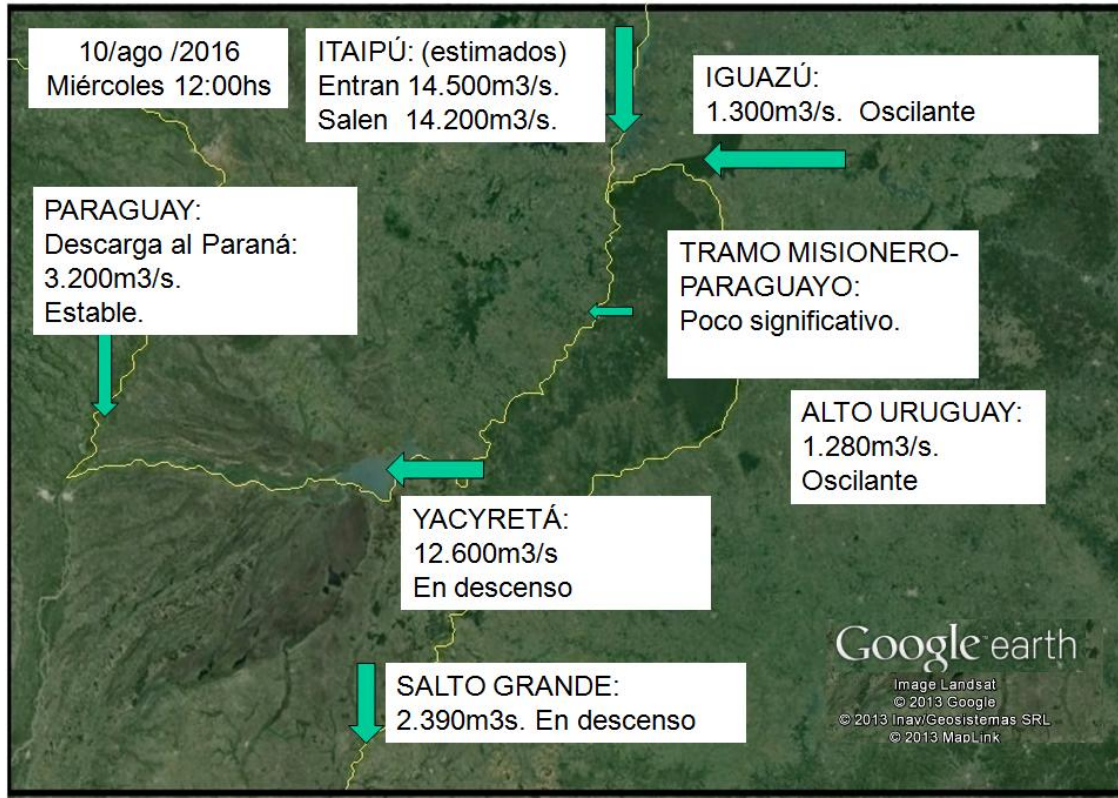 10/ago /2016
Miércoles 12:00hs
ITAIPÚ: (estimados)
Entran 14.500m3/s.
Salen  14.200m3/s.
IGUAZÚ:
1.300m3/s.  Oscilante
PARAGUAY:
Descarga al Paraná:
3.200m3/s.
Estable.
TRAMO MISIONERO-
PARAGUAYO:
Poco significativo.
ALTO URUGUAY:
1.280m3/s.
Oscilante
YACYRETÁ:
12.600m3/s
En descenso
SALTO GRANDE:
2.390m3s. En descenso
Google earth
Image Landsat
© 2013 Google
© 2013 Inav/Geosistemas SRL
© 2013 MapLink